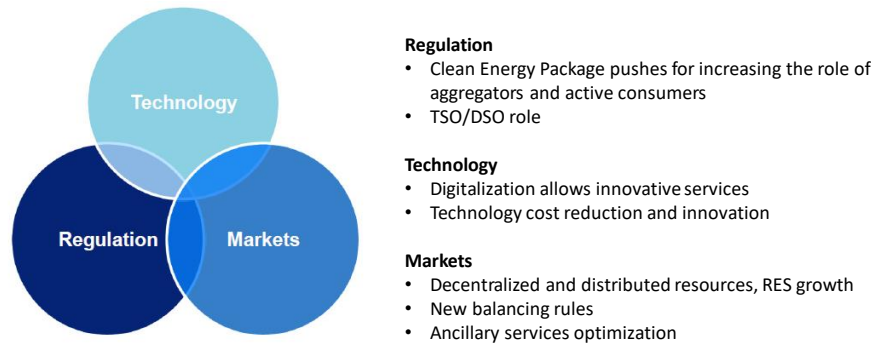 Technology
Regulation
Markets
Regulation
• Clean Energy Package pushes for increasing the role of
aggregators and active consumers
• TSO/DSO role
Technology
• Digitalization allows innovative services
• Technology cost reduction and innovation
Markets
• Decentralized and distributed resources, RES growth
• New balancing rules
• Ancillary services optimization